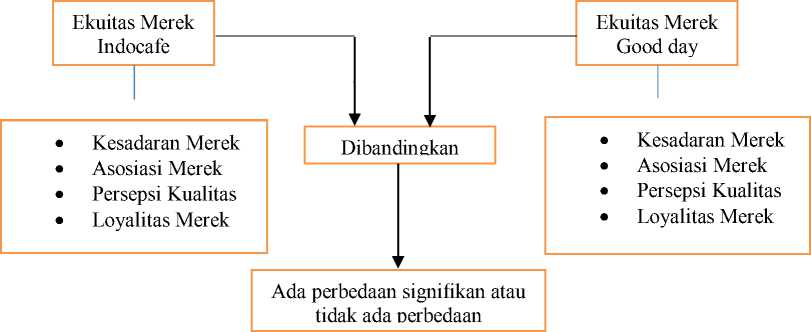 Ekuitas Merek
Indocafe
Ekuitas Merek
Good day
• Kesadaran Merek
• Asosiasi Merek
• Persepsi Kualitas
• Loyalitas Merek
Dibandingkan
• Kesadaran Merek
• Asosiasi Merek
• Persepsi Kualitas
• Loyalitas Merek
Ada perbedaan signifikan atau
tidak ada perbedaan